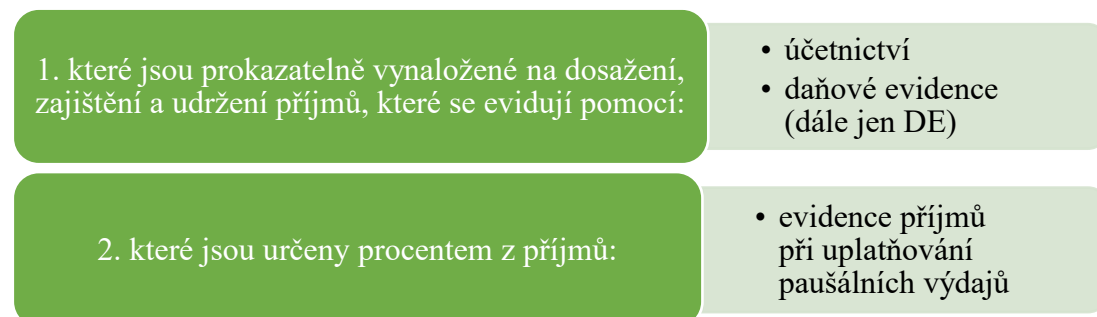 1. které jsou prokazatelně vynaložené na dosažení,
zajištění a udržení příjmů, které se evidují pomocí:
• účetnictví
• daňové evidence
(dále jen DE)
2. které jsou určeny procentem z příjmů:
• evidence příjmů
při uplatňování
paušálních výdajů